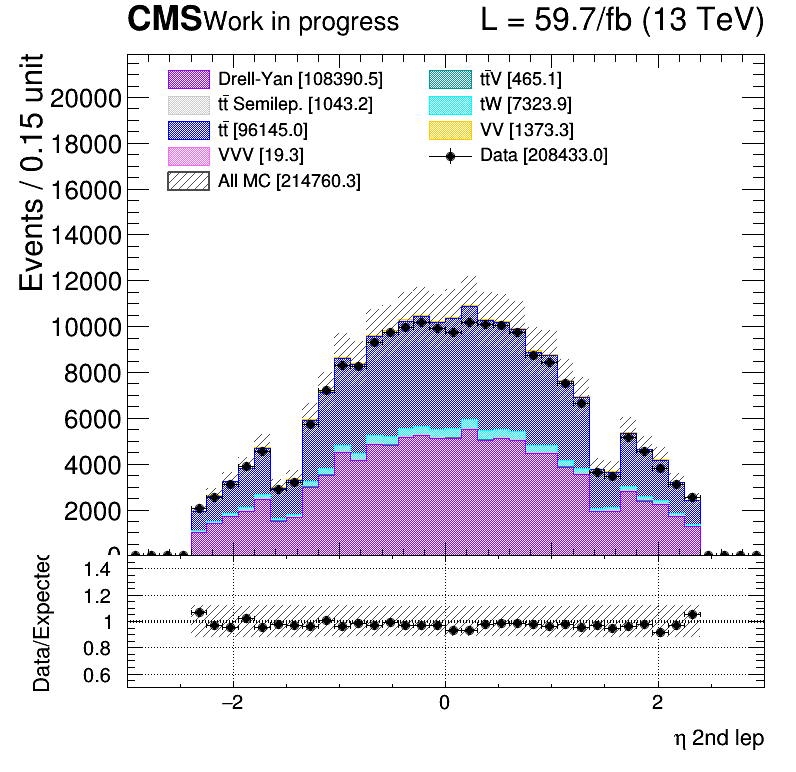 CMS Work in progress L = 59.7/fb (13 TeV)
Events / 0.15 unit
Drell-Yan [108390.5]
tt̄ Semilep. [1043.2]
tt̄ [96145.0]
VVV [19.3]
All MC [214760.3]
tt̄V [465.1]
tW [7323.9]
VV [1373.3]
Data [208433.0]
20000
18000
16000
14000
12000
10000
8000
6000
4000
2000
0
Data/Expected
1.4
1.2
1
0.8
0.6
−2 0 2
η 2nd lep